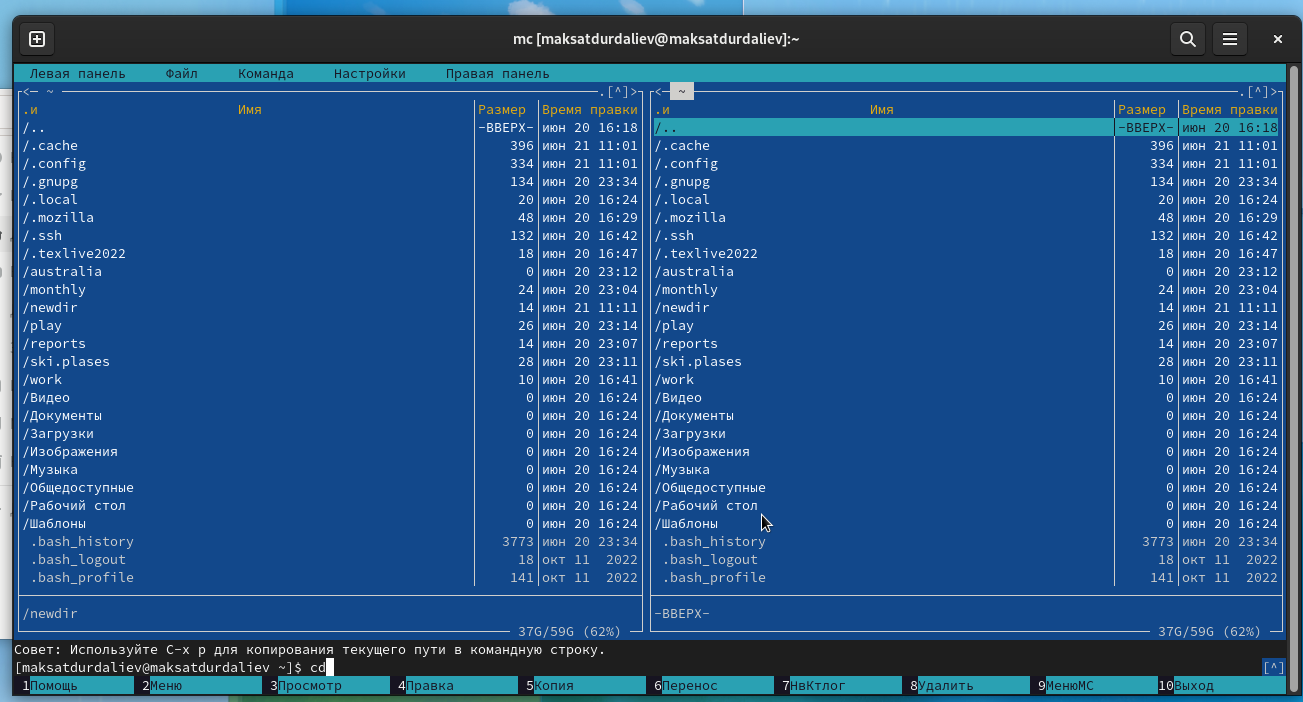 mc [maksatdurdaliev@maksatdurdaliev]:~
Левая панель Файл Команда Настройки Правая панель
<─ ~ .[^]> <─ ~ .[^]>
.и Имя Размер Время правки .и Имя Размер Время правки
/.. -ВВЕРХ- июн 20 16:18 /.. -ВВЕРХ- июн 20 16:18
/.cache 396 июн 21 11:01 /.cache 396 июн 21 11:01
/.config 334 июн 21 11:01 /.config 334 июн 21 11:01
/.gnupg 134 июн 20 23:34 /.gnupg 134 июн 20 23:34
/.local 20 июн 20 16:24 /.local 20 июн 20 16:24
/.mozilla 48 июн 20 16:29 /.mozilla 48 июн 20 16:29
/.ssh 132 июн 20 16:42 /.ssh 132 июн 20 16:42
/.texlive2022 18 июн 20 16:47 /.texlive2022 18 июн 20 16:47
/australia 0 июн 20 23:12 /australia 0 июн 20 23:12
/monthly 24 июн 20 23:04 /monthly 24 июн 20 23:04
/newdir 14 июн 21 11:11 /newdir 14 июн 21 11:11
/play 26 июн 20 23:14 /play 26 июн 20 23:14
/reports 14 июн 20 23:07 /reports 14 июн 20 23:07
/ski.plases 28 июн 20 23:11 /ski.plases 28 июн 20 23:11
/work 10 июн 20 16:41 /work 10 июн 20 16:41
/Видео 0 июн 20 16:24 /Видео 0 июн 20 16:24
/Документы 0 июн 20 16:24 /Документы 0 июн 20 16:24
/Загрузки 0 июн 20 16:24 /Загрузки 0 июн 20 16:24
/Изображения 0 июн 20 16:24 /Изображения 0 июн 20 16:24
/Музыка 0 июн 20 16:24 /Музыка 0 июн 20 16:24
/Общедоступные 0 июн 20 16:24 /Общедоступные 0 июн 20 16:24
/Рабочий стол 0 июн 20 16:24 /Рабочий стол 0 июн 20 16:24
/Шаблоны 0 июн 20 16:24 /Шаблоны 0 июн 20 16:24
.bash_history 3773 июн 20 23:34 .bash_history 3773 июн 20 23:34
.bash_logout 18 окт 11 2022 .bash_logout 18 окт 11 2022
.bash_profile 141 окт 11 2022 .bash_profile 141 окт 11 2022
/newdir -ВВЕРХ-
37G/59G (62%) 37G/59G (62%)
Совет: Используйте C-x p для копирования текущего пути в командную строку.
[maksatdurdaliev@maksatdurdaliev ~]$ cd [^]
1Помощь 2Меню 3Просмотр 4Правка 5Копия 6Перенос 7НвКтлог 8Удалить 9МенюMC 10Выход